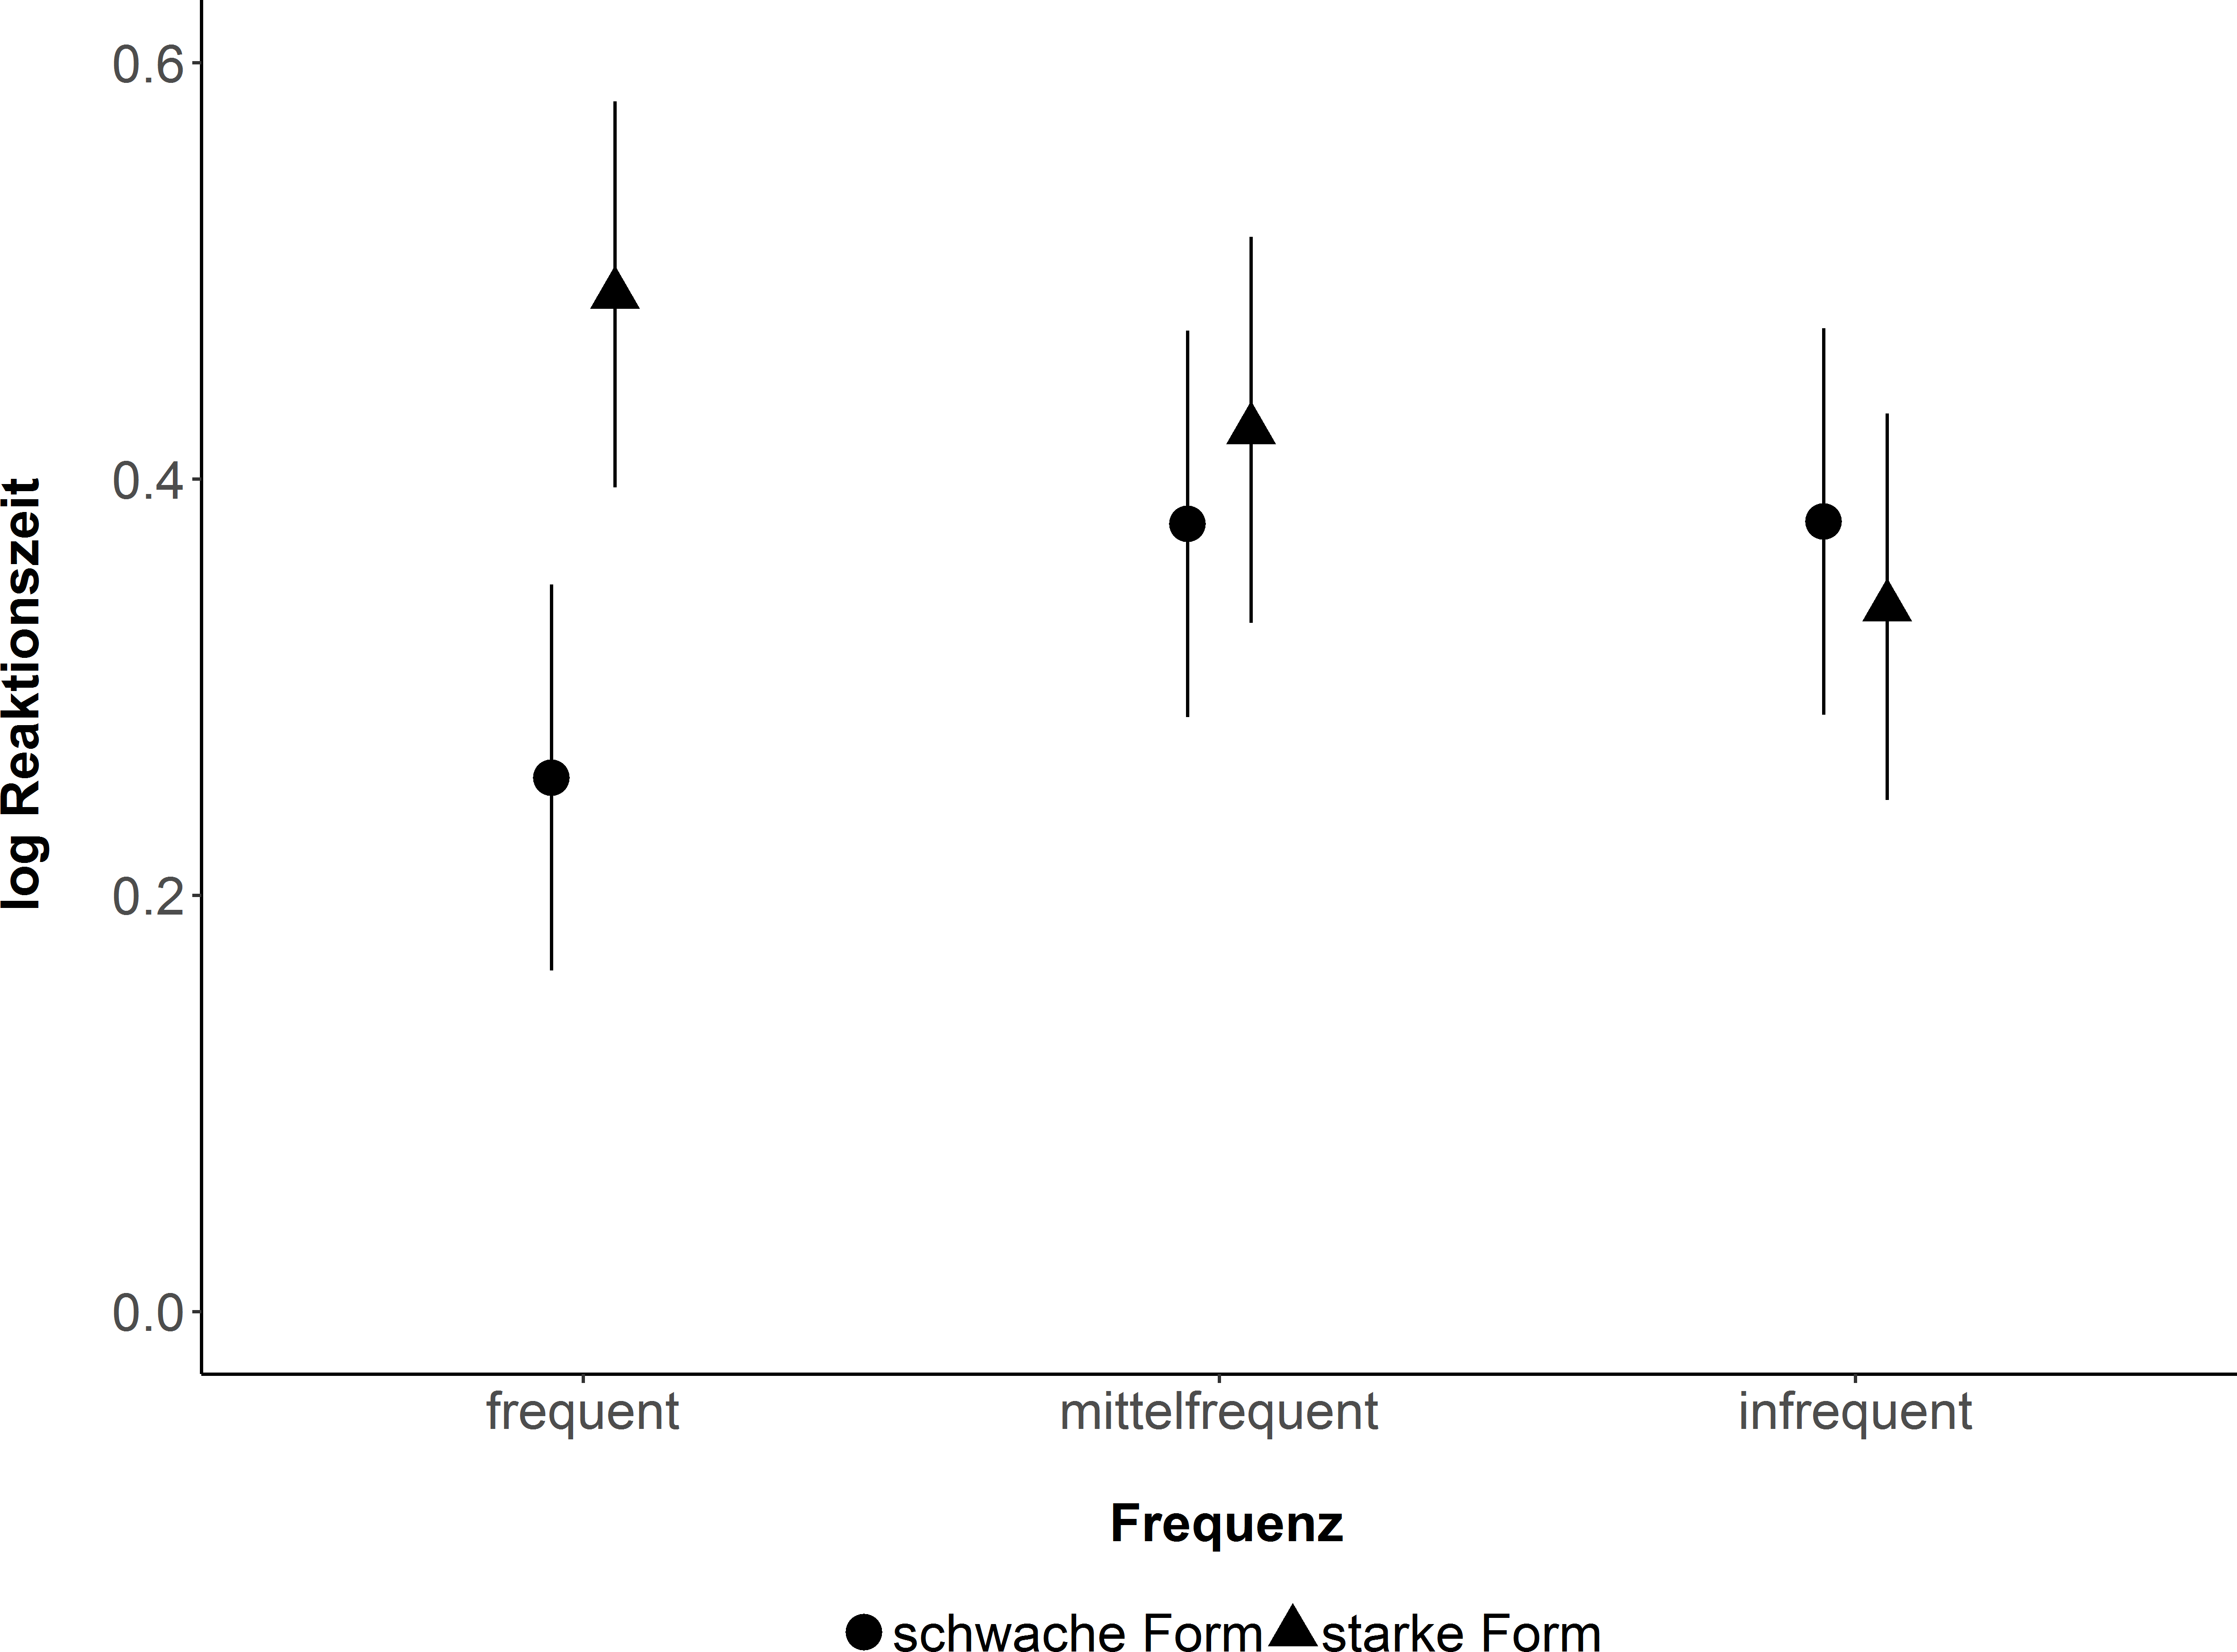 0.6
0.4
0.2
0.0
log Reaktionszeit
frequent
mittelfrequent
infrequent
Frequenz
schwache Form starke Form